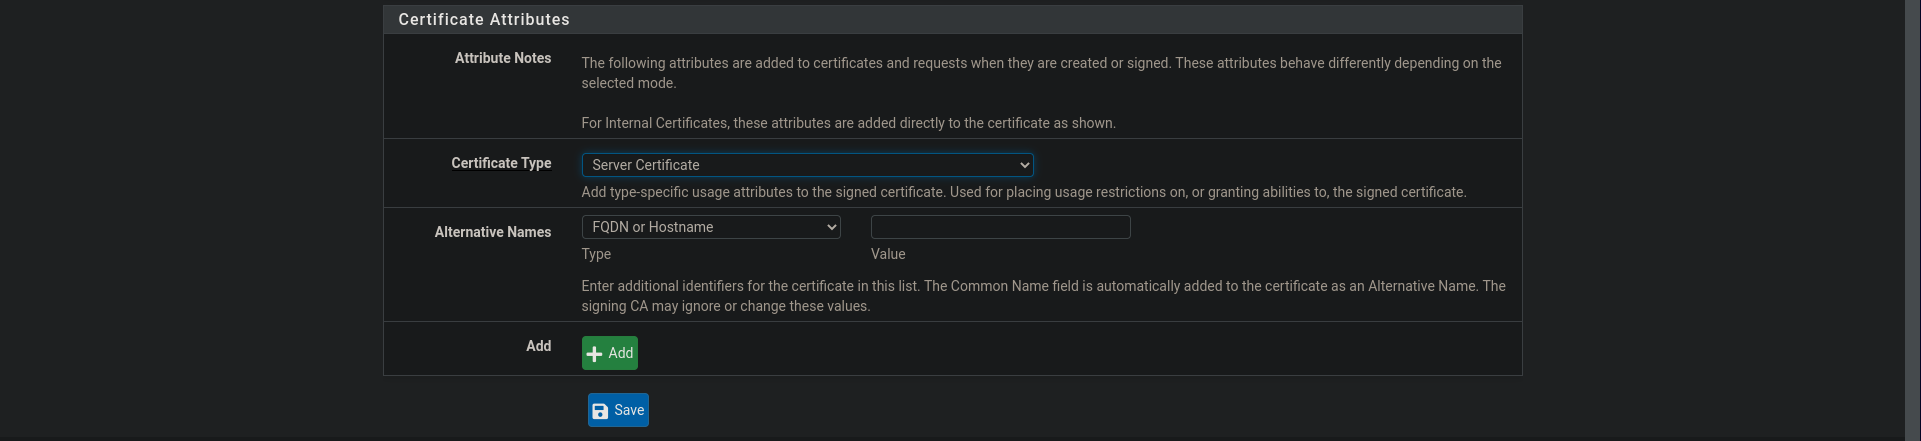 Certificate Attributes
Attribute Notes
The following attributes are added to certificates and requests when they are created or signed. These attributes behave differently depending on the
selected mode.
For Internal Certificates, these attributes are added directly to the certificate as shown.
Certificate Type
Server Certificate
Add type-specific usage attributes to the signed certificate. Used for placing usage restrictions on, or granting abilities to, the signed certificate.
Alternative Names
FQDN or Hostname
Type Value
Enter additional identifiers for the certificate in this list. The Common Name field is automatically added to the certificate as an Alternative Name. The
signing CA may ignore or change these values.
Add
Add
Save